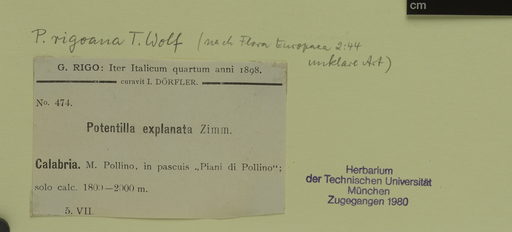 cm
P. rigoana T. Wolf (nach Flora Europaea 2:44
unklare Art)
G. RIGO: Iter Italicum quartum anni 1898.
curavit I. DÖRFLER.
No. 474.
Potentilla explanata Zimm.
Calabria. M. Pollino, in pascuis „Piani di Pollino“;
solo calc. 1800—2000 m.
5. VII.
Herbarium
der Technischen Universität
München
Zugegangen 1980